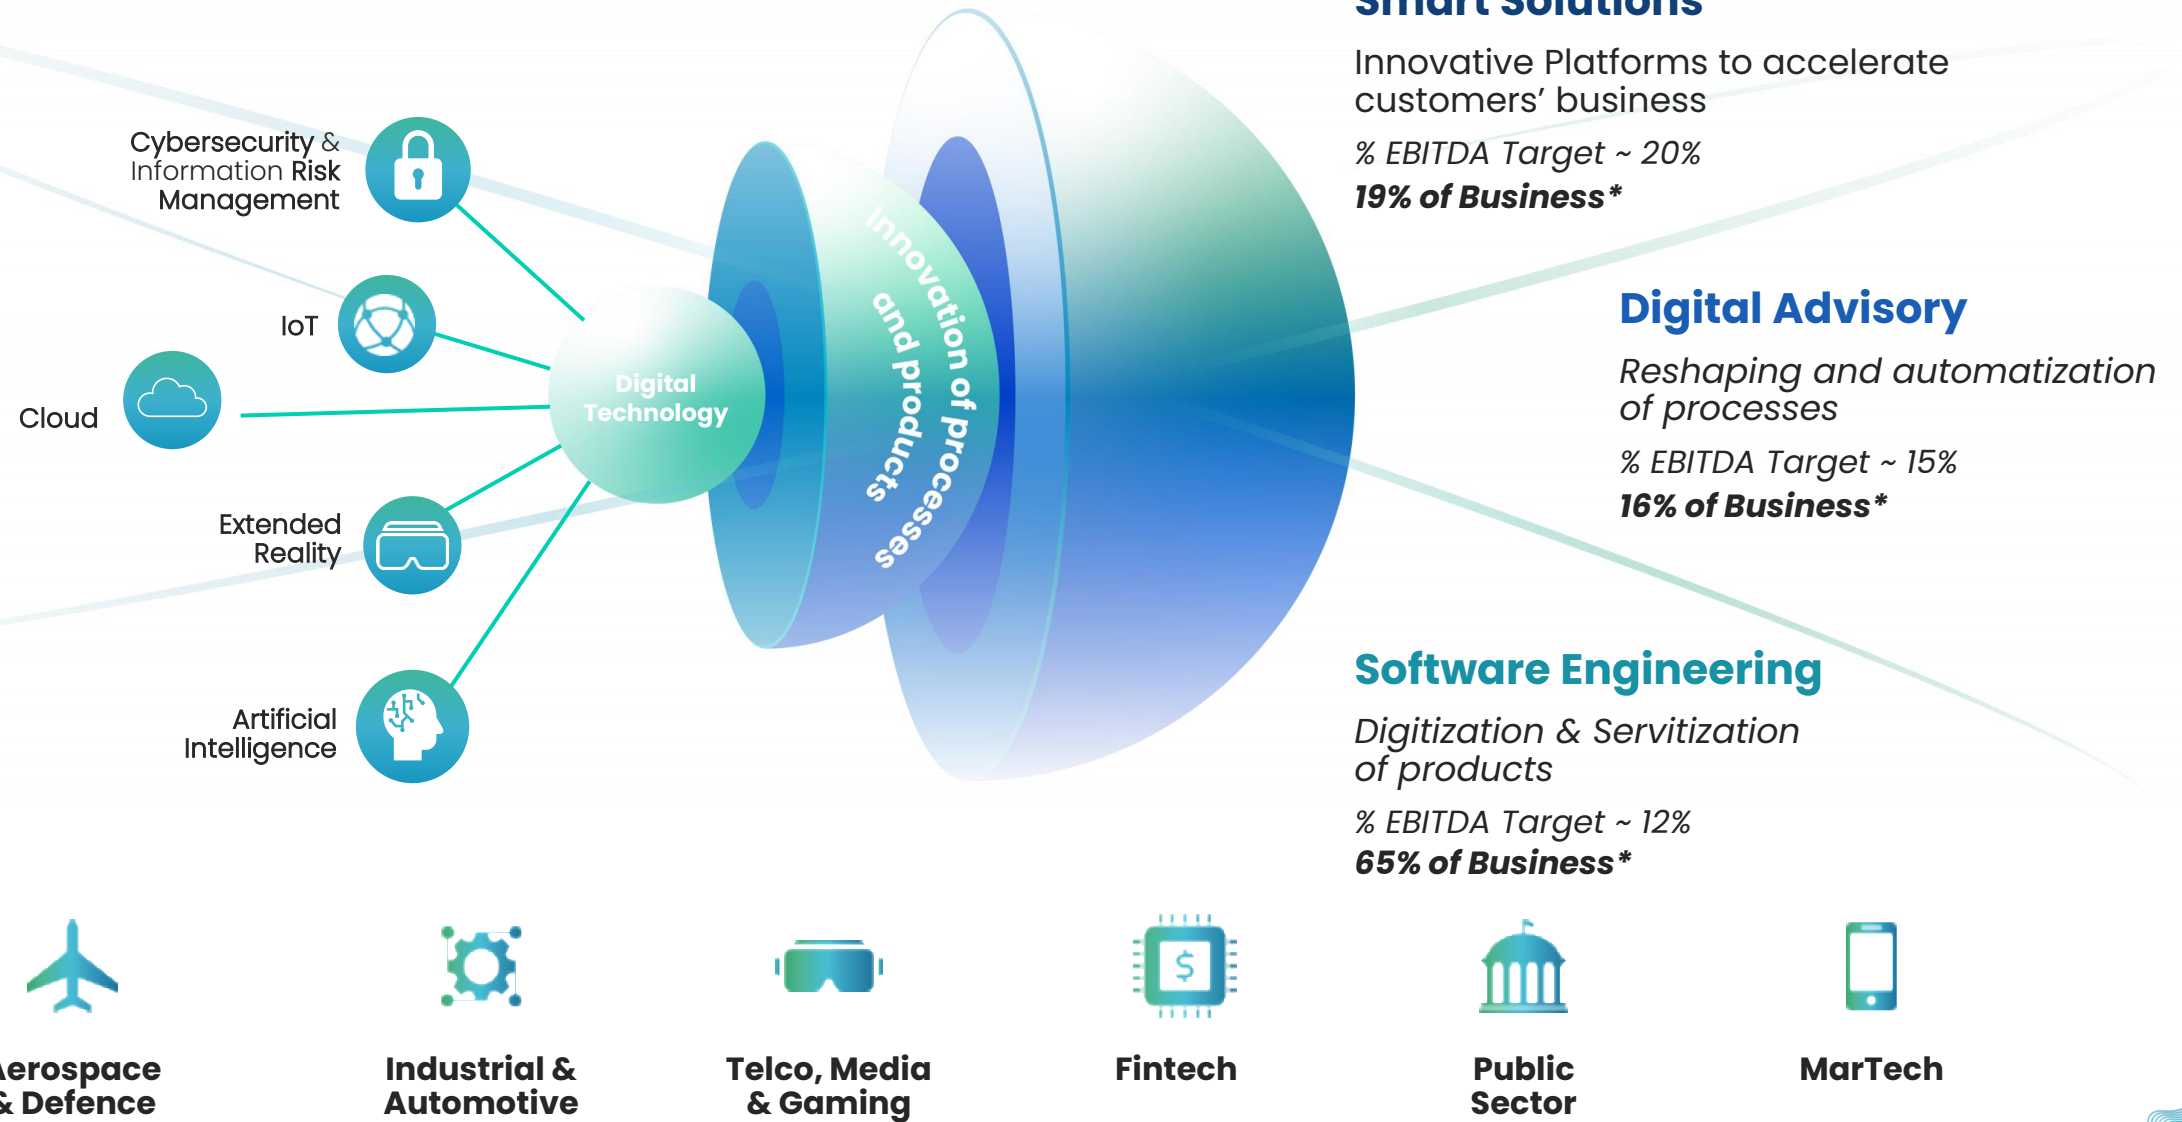 Smart Solutions
Innovative Platforms to accelerate
customers’ business
% EBITDA Target ~ 20%
19% of Business*
Cybersecurity &
Information Risk
Management
IoT
Cloud
Extended
Reality
Artificial
Intelligence
Digital
Technology
Innovation of processes
and products
Digital Advisory
Reshaping and automatization
of processes
% EBITDA Target ~ 15%
16% of Business*
Software Engineering
Digitization & Servitization
of products
% EBITDA Target ~ 12%
65% of Business*
$
Aerospace
& Defence
Industrial &
Automotive
Telco, Media
& Gaming
Fintech
Public
Sector
MarTech